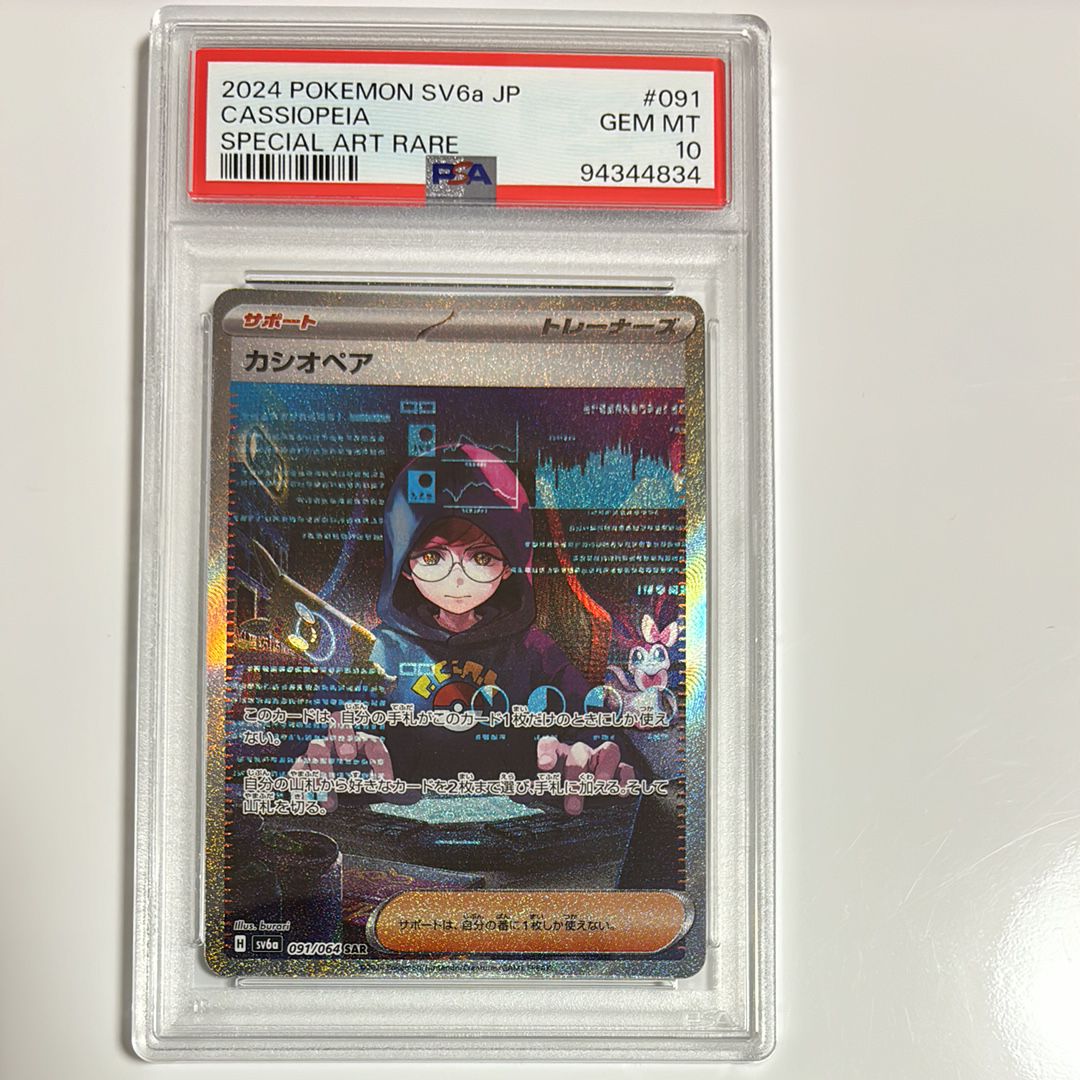 2024 POKEMON SV6a JP #091
CASSIOPEIA GEM MT
SPECIAL ART RARE 10
PSA 94344834
サポート トレーナーズ
カシオペア
このカードは、自分の手札がこのカード1枚だけのときにしか使え
ない。
自分の山札から好きなカードを2枚まで選び、手札に加える。そして
山札を切る。
サポートは、自分の番に1枚しか使えない。
Illus. burari
H sv6a 091/064 SAR